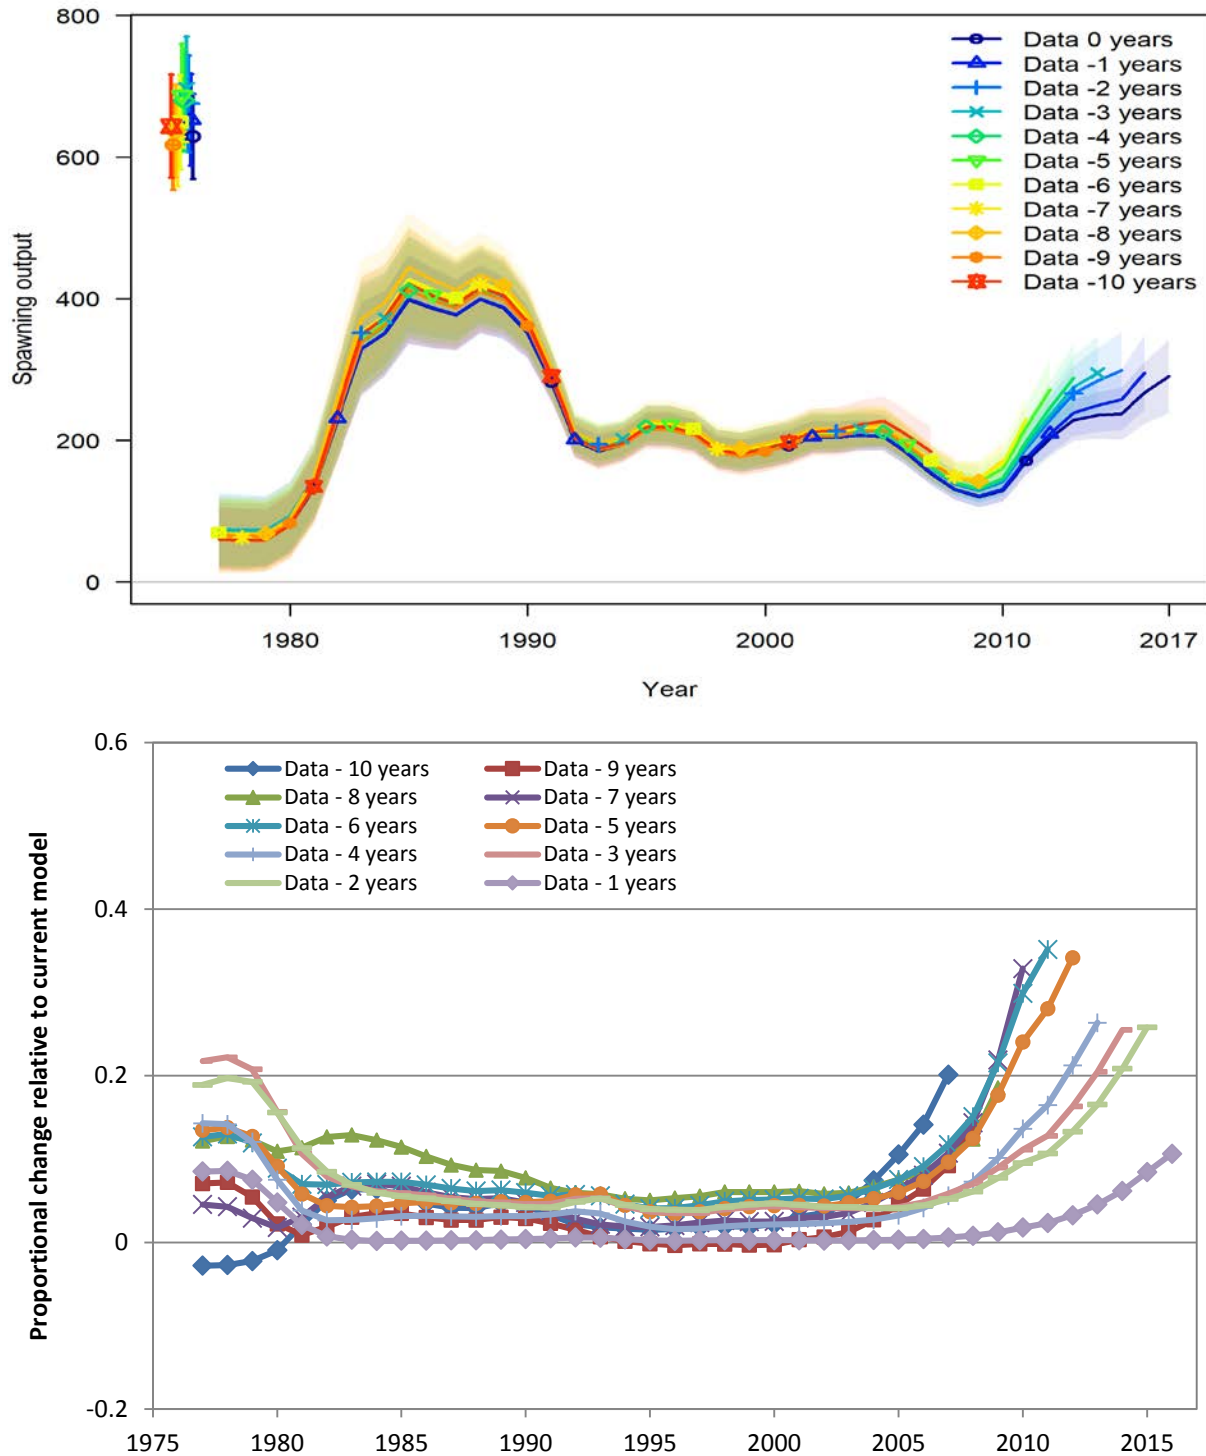 800
600
400
200
0
Spawning output
Data 0 years
Data -1 years
Data -2 years
Data -3 years
Data -4 years
Data -5 years
Data -6 years
Data -7 years
Data -8 years
Data -9 years
Data -10 years
1980 1990 2000 2010 2017
Year
0.6
0.4
0.2
0
-0.2
Proportional change relative to current model
Data - 10 years Data - 9 years
Data - 8 years Data - 7 years
Data - 6 years Data - 5 years
Data - 4 years Data - 3 years
Data - 2 years Data - 1 years
1975 1980 1985 1990 1995 2000 2005 2010 2015